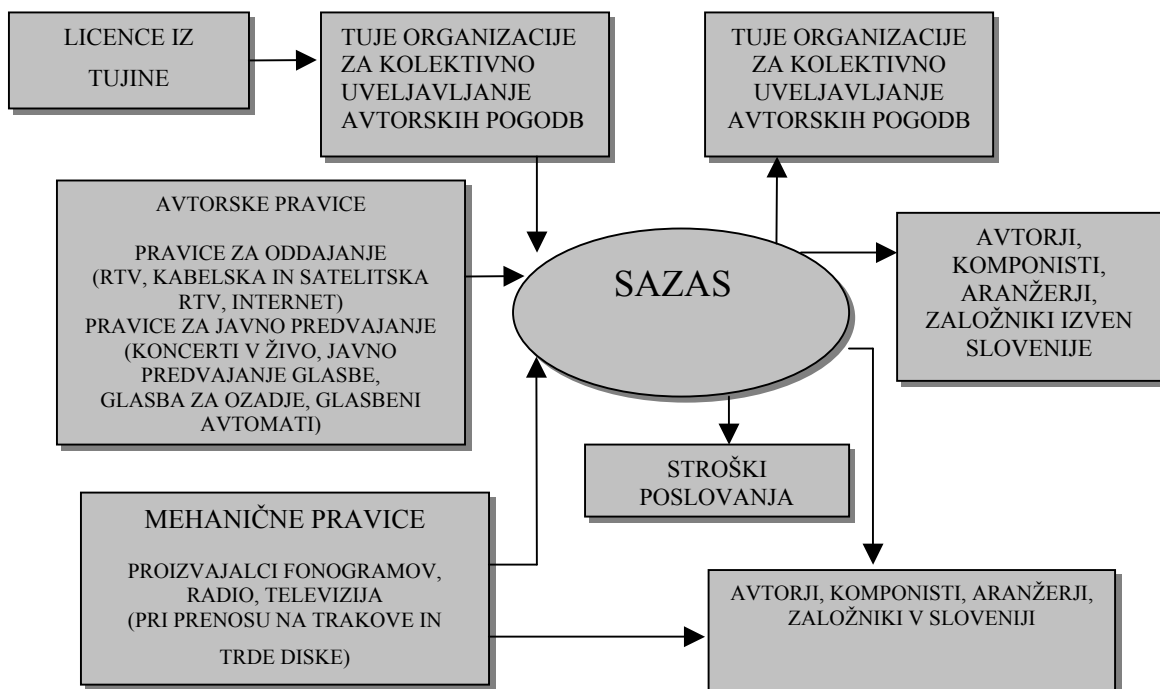 LICENCE IZ
TUJINE
TUJE ORGANIZACIJE
ZA KOLEKTIVNO
UVELJAVLJANJE
AVTORSKIH POGODB
TUJE ORGANIZACIJE
ZA KOLEKTIVNO
UVELJAVLJANJE
AVTORSKIH POGODB
AVTORSKE PRAVICE
PRAVICE ZA ODDAJANJE
(RTV, KABELSKA IN SATELITSKA
RTV, INTERNET)
PRAVICE ZA JAVNO PREDVAJANJE
(KONCERTI V ŽIVO, JAVNO
PREDVAJANJE GLASBE,
GLASBA ZA OZADJE, GLASBENI
AVTOMATI)
SAZAS
AVTORJI,
KOMPONISTI,
ARANŽERJI,
ZALOŽNIKI IZVEN
SLOVENIJE
STROŠKI
POSLOVANJA
MEHANIČNE PRAVICE
PROIZVAJALCI FONOGRAMOV,
RADIO, TELEVIZIJA
(PRI PRENOSU NA TRAKOVE IN
TRDE DISKE)
AVTORJI, KOMPONISTI, ARANŽERJI,
ZALOŽNIKI V SLOVENIJI